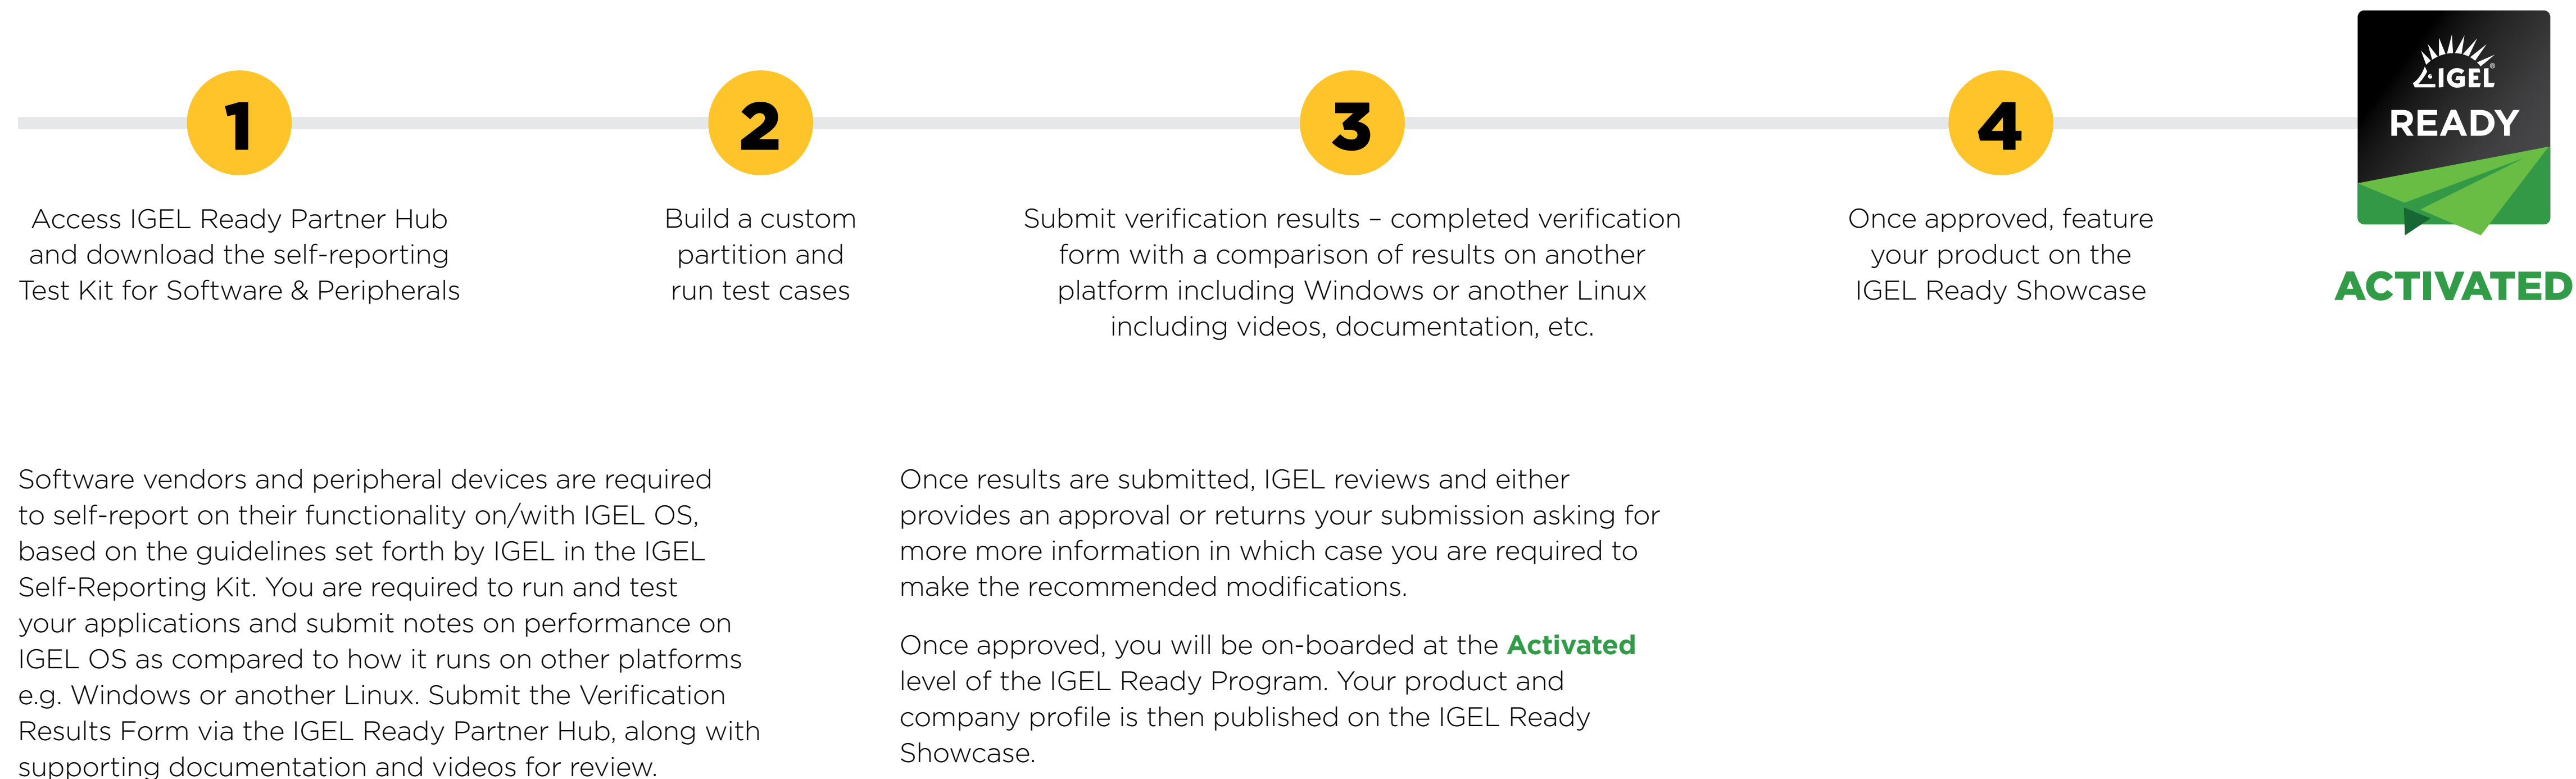 1
Access IGEL Ready Partner Hub
and download the self-reporting
Test Kit for Software & Peripherals
2
Build a custom
partition and
run test cases
3
Submit verification results – completed verification
form with a comparison of results on another
platform including Windows or another Linux
including videos, documentation, etc.
4
Once approved, feature
your product on the
IGEL Ready Showcase
IGEL®
READY
ACTIVATED
Software vendors and peripheral devices are required
to self-report on their functionality on/with IGEL OS,
based on the guidelines set forth by IGEL in the IGEL
Self-Reporting Kit. You are required to run and test
your applications and submit notes on performance on
IGEL OS as compared to how it runs on other platforms
e.g. Windows or another Linux. Submit the Verification
Results Form via the IGEL Ready Partner Hub, along with
supporting documentation and videos for review.
Once results are submitted, IGEL reviews and either
provides an approval or returns your submission asking for
more more information in which case you are required to
make the recommended modifications.
Once approved, you will be on-boarded at the Activated
level of the IGEL Ready Program. Your product and
company profile is then published on the IGEL Ready
Showcase.